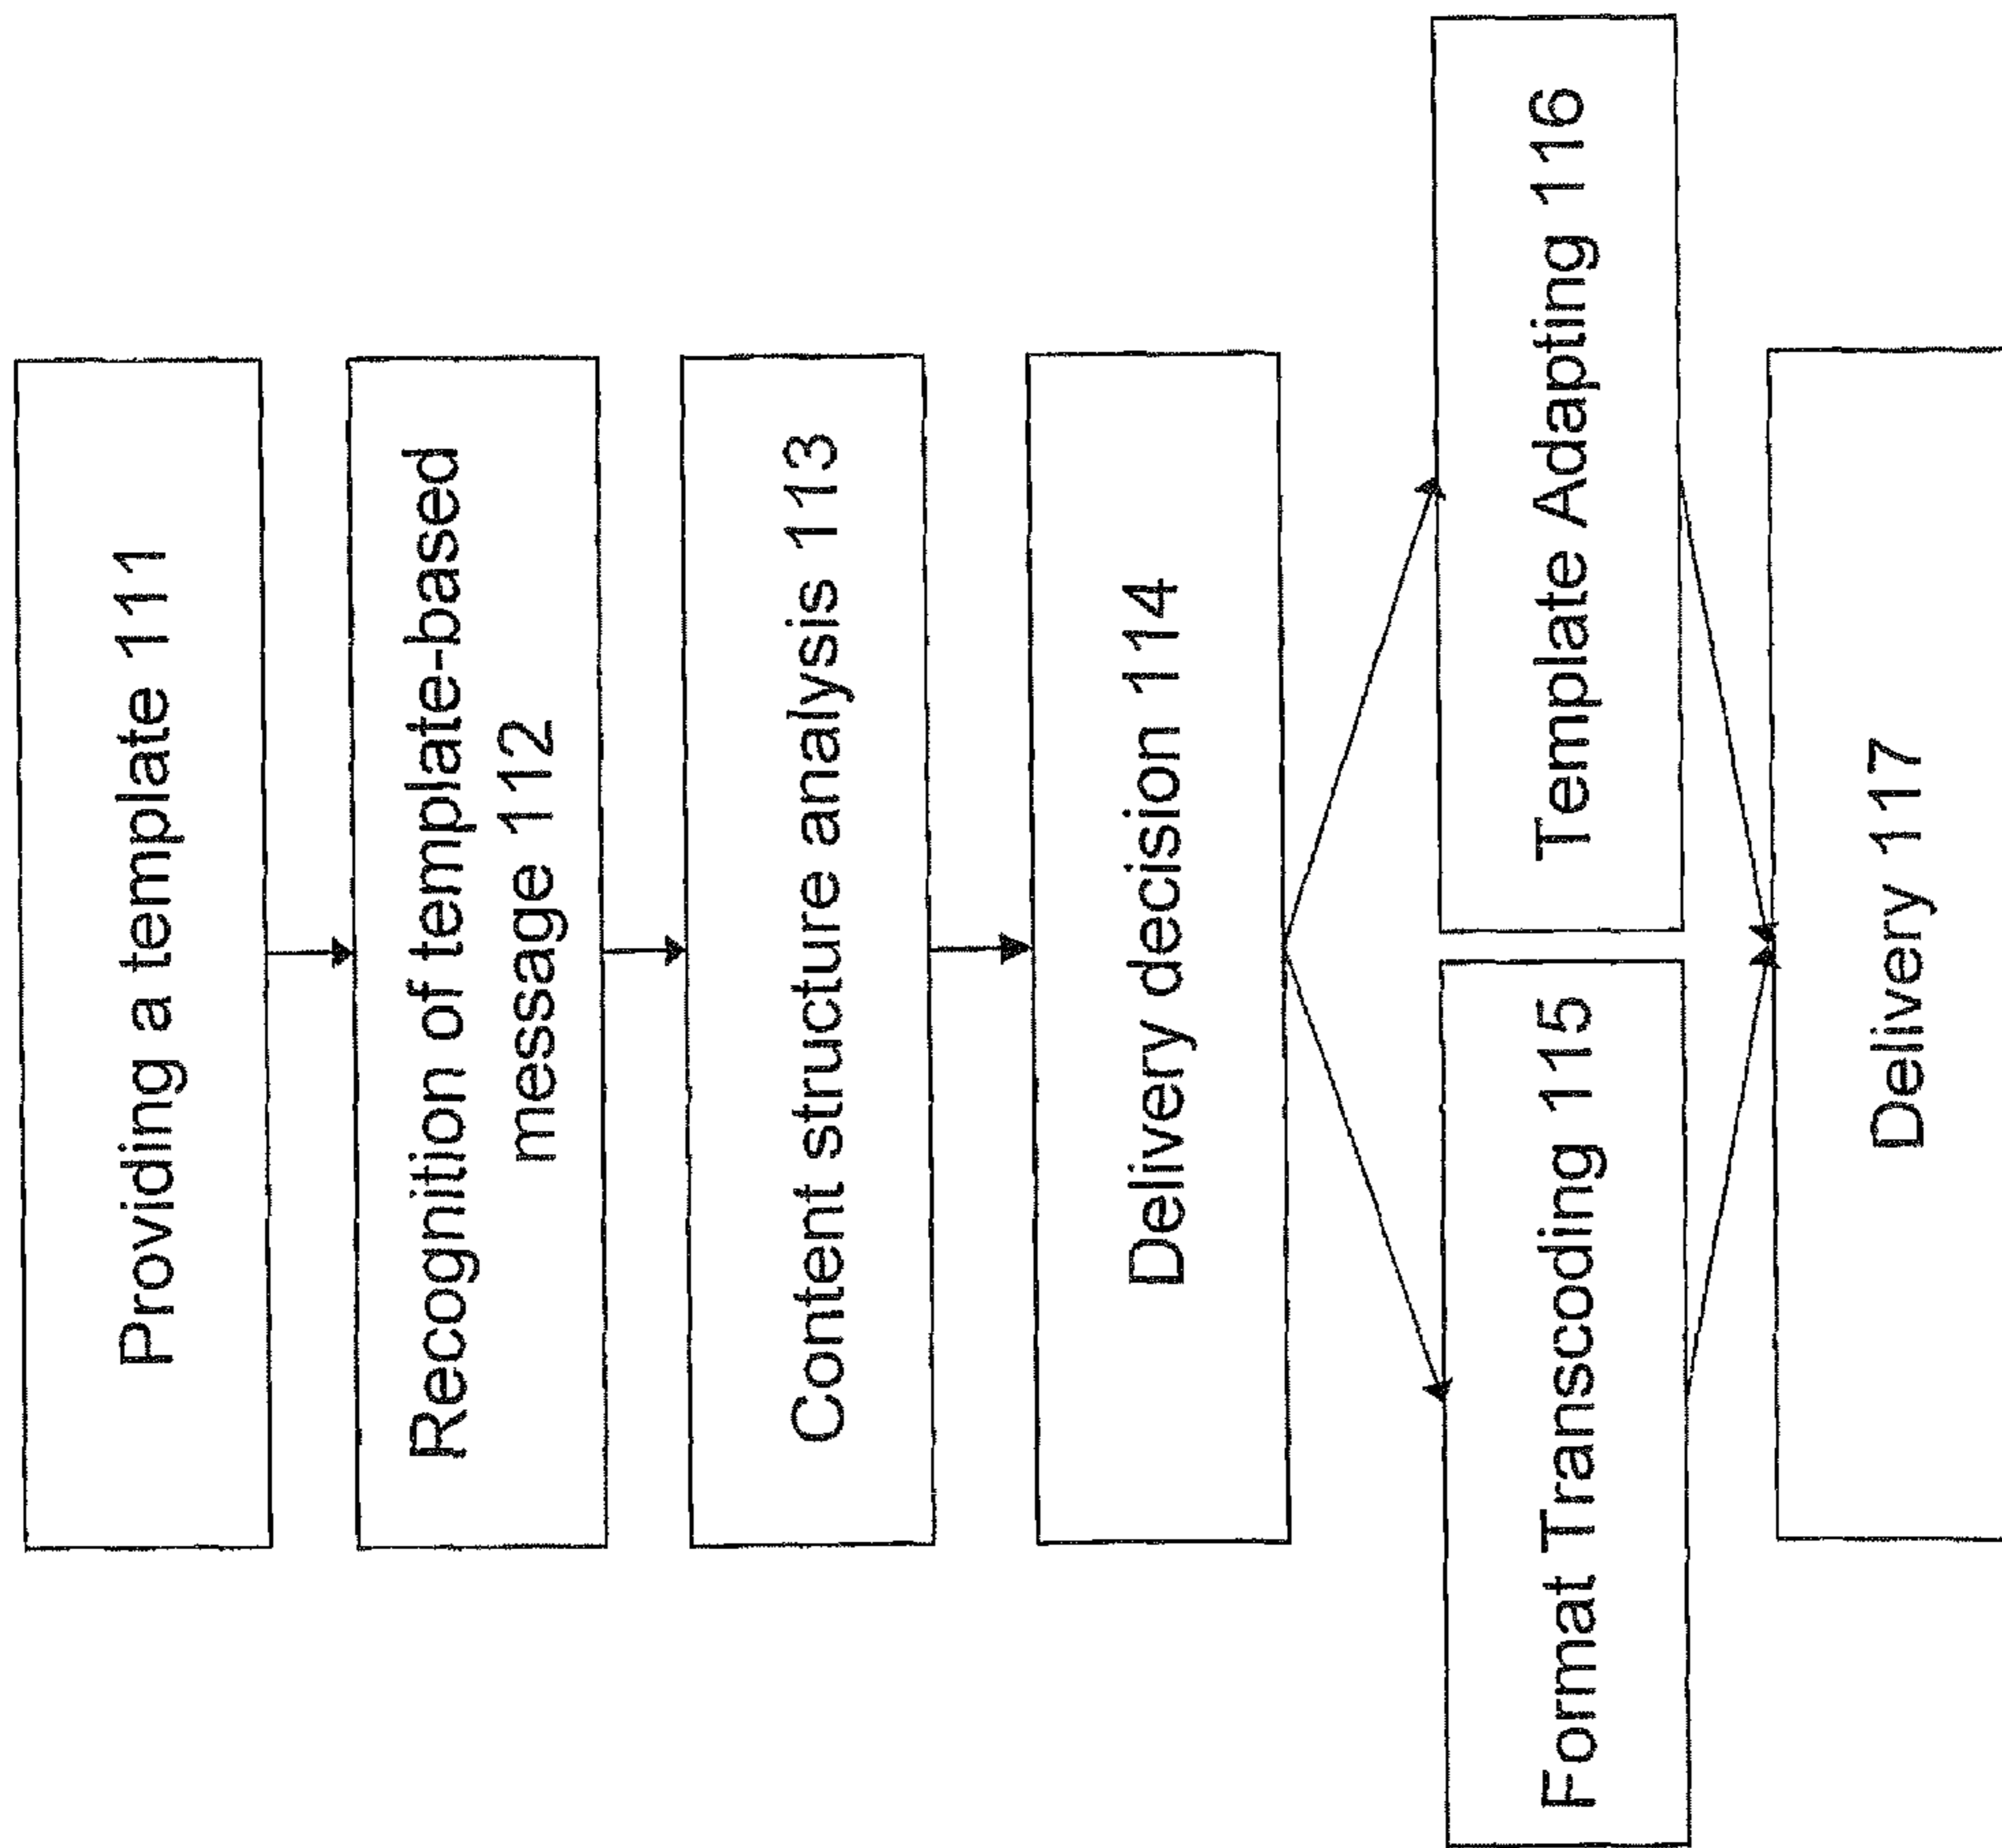 Providing a template 111
Recognition of template-based
message 112
Content structure analysis 113
Delivery decision 114
Format Transcoding 115
Template Adapting 116
Delivery 117